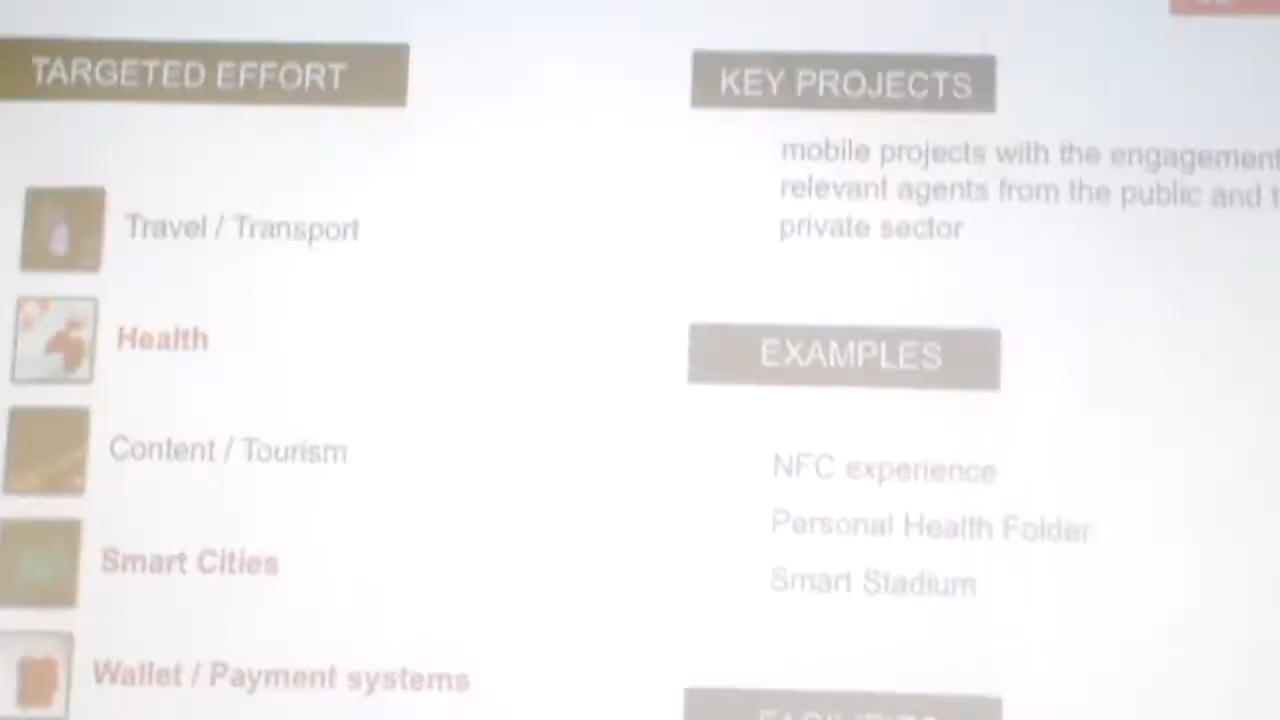 TARGETED EFFORT
Travel / Transport
Health
Content / Tourism
Smart Cities
Wallet / Payment systems
KEY PROJECTS
mobile projects with the engagement
relevant agents from the public and
private sector
EXAMPLES
NFC experience
Personal Health Folder
Smart Stadium